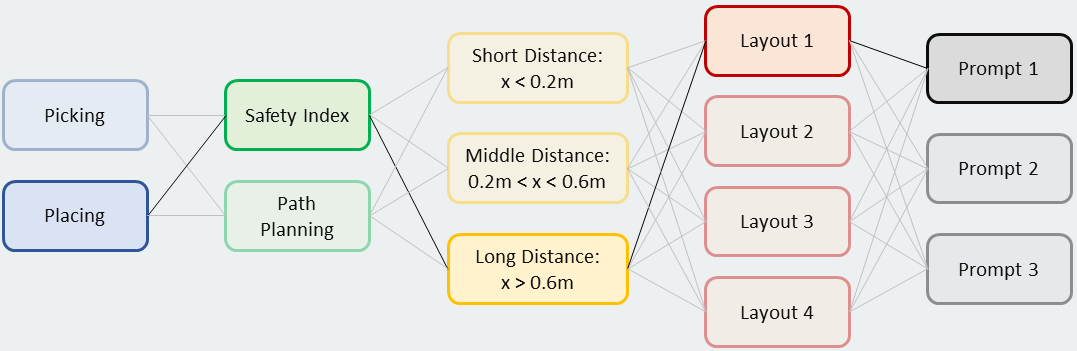 Picking
Placing
Safety Index
Path
Planning
Short Distance:
x < 0.2m
Middle Distance:
0.2m < x < 0.6m
Long Distance:
x > 0.6m
Layout 1
Layout 2
Layout 3
Layout 4
Prompt 1
Prompt 2
Prompt 3